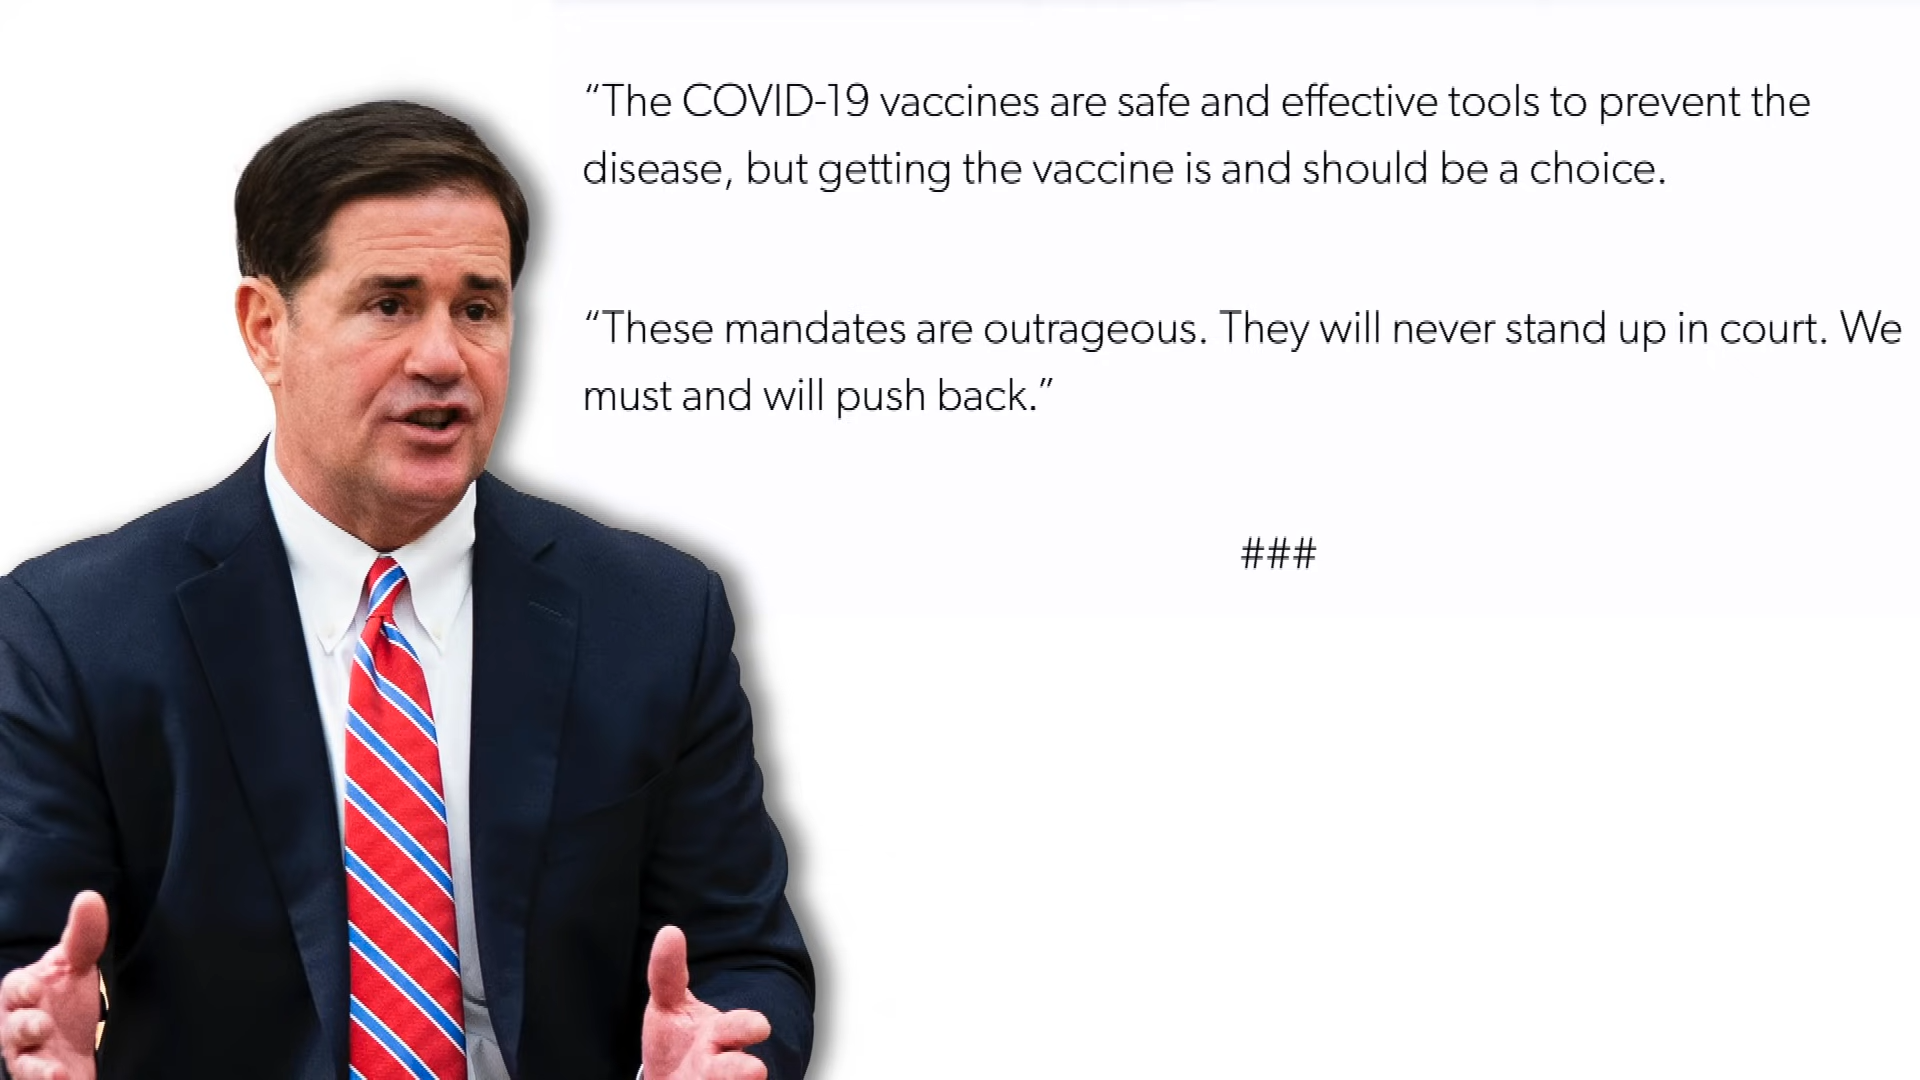 “The COVID-19 vaccines are safe and effective tools to prevent the
disease, but getting the vaccine is and should be a choice.
“These mandates are outrageous. They will never stand up in court. We
must and will push back.”
###